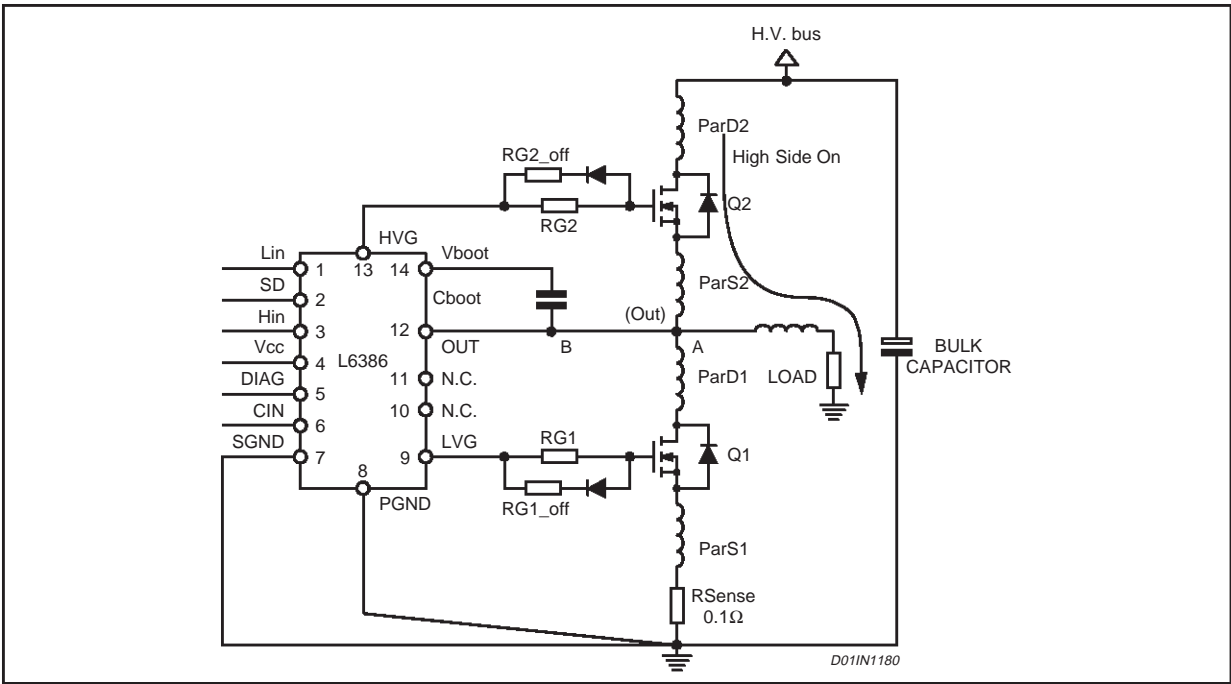 H.V. bus
ParD2
High Side On
RG2_off
Q2
RG2
HVG
Lin
Vboot
1
13
14
SD
ParS2
2
Cboot
Hin
(Out)
3
12
OUT
B
A
Vcc
4
L6386
BULK
CAPACITOR
11
N.C.
ParD1
LOAD
DIAG
5
10
N.C.
CIN
6
RG1
SGND
LVG
7
9
Q1
8
PGND
RG1_off
ParS1
RSense
0.1Ω
D01IN1180